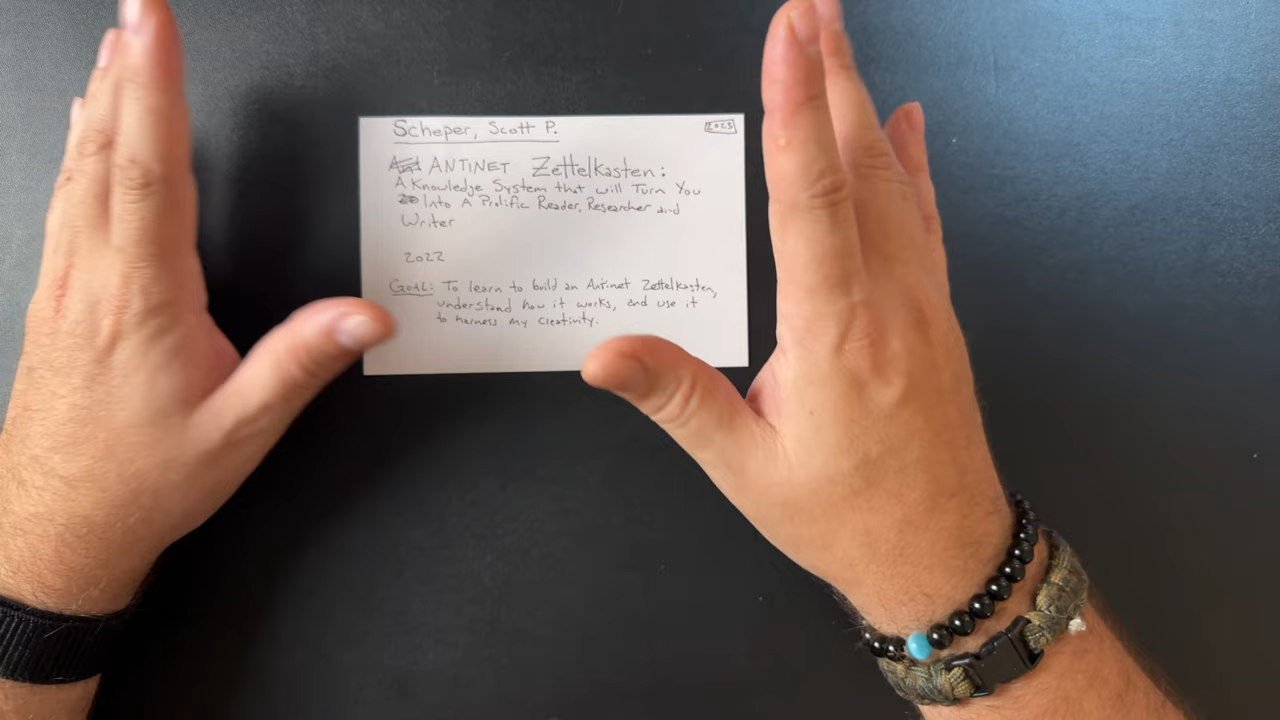 Scheper, Scott P.
2023
ANTINET Zettelkasten:
A Knowledge System that will Turn You
Into A Prolific Reader, Researcher and
Writer
2022
GOAL: To learn to build an Antinet Zettelkasten,
understand how it works, and use it
to harness my creativity.